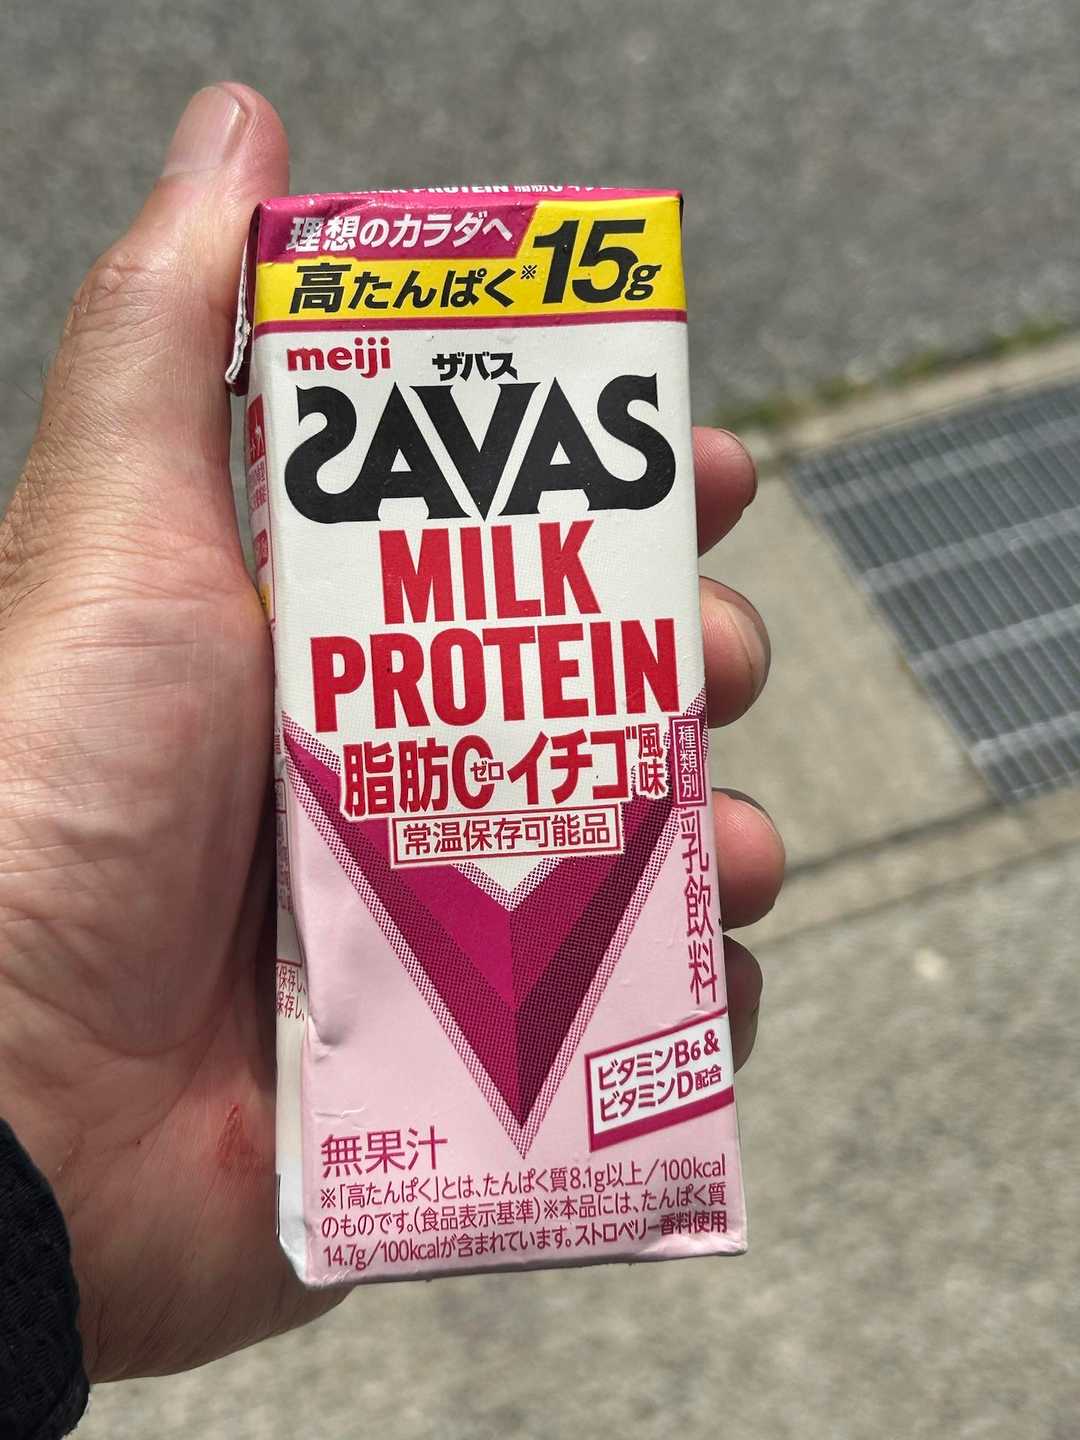 理想のカラダへ
高たんぱく※15g
meiji
ザバス
SAVAS
MILK
PROTEIN
脂肪0ゼロイチゴ風味
常温保存可能品
種類別
乳飲料
ビタミンB6&
ビタミンD配合
無果汁
※「高たんぱく」とは、たんぱく質8.1g以上/100kcal
のものです。(食品表示基準)※本品には、たんぱく質
14.7g/100kcalが含まれています。ストロベリー香料使用